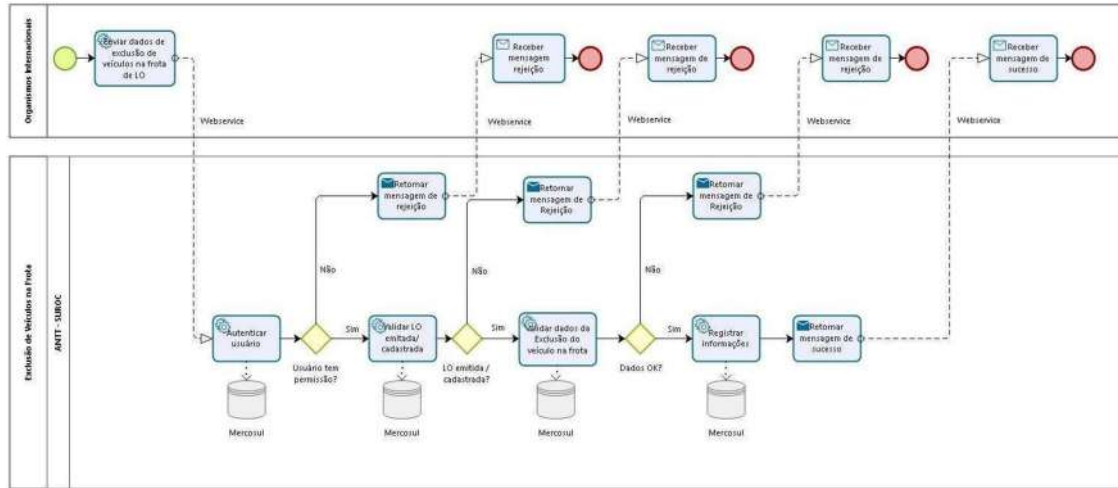 Organismos Internacionais
Enviar dados de
exclusão de
veículos na frota
de LO
Receber
mensagem
rejeição
Receber
mensagem
de rejeição
Receber
mensagem
de rejeição
Receber
mensagem de
sucesso
Webservice
Webservice
Webservice
Webservice
Webservice
Exclusão de Veículos na Frota
ANTT - SUROC
Retornar
mensagem de
rejeição
Retornar
mensagem de
Rejeição
Retornar
mensagem de
Rejeição
Não
Não
Não
Autenticar
usuário
Sim
Validar LO
emitada/
cadastrada
Sim
Validar dados da
Exclusão do
veículo na frota
Sim
Registrar
informações
Retornar
mensagem de
sucesso
Usuário tem
permissão?
LO emitida /
cadastrada?
Dados OK?
Mercosul
Mercosul
Mercosul
Mercosul